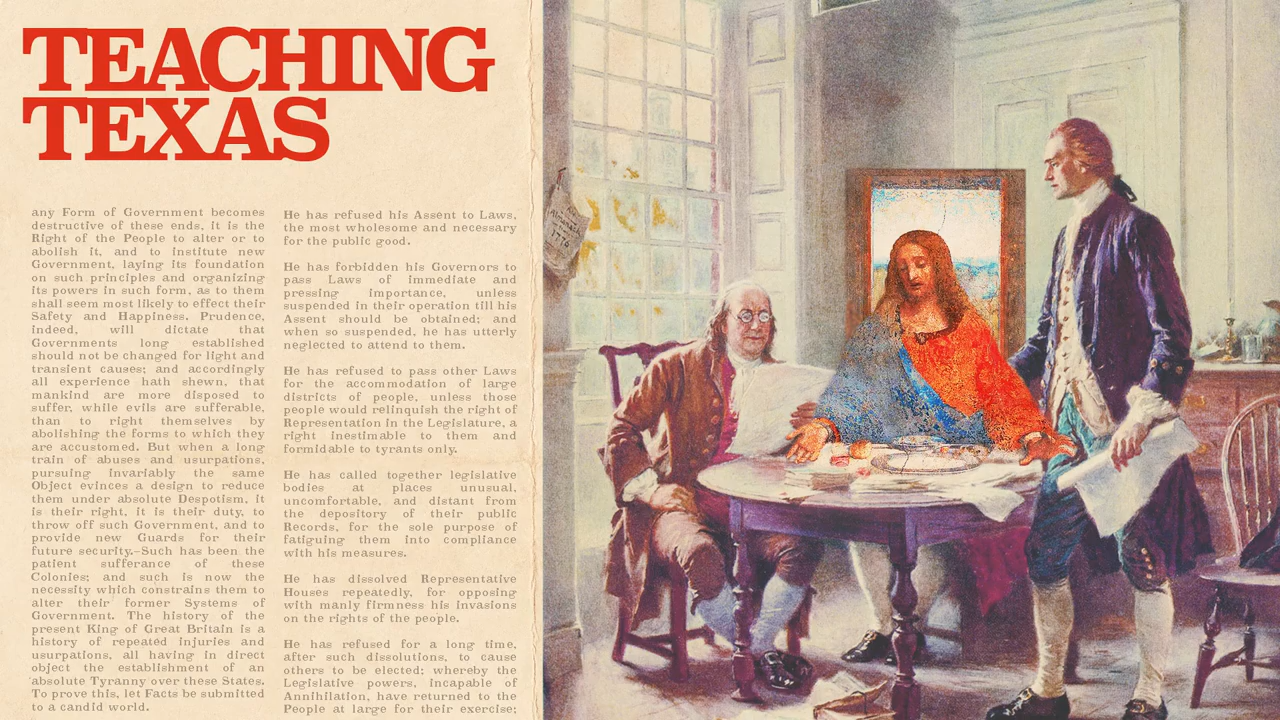 TEACHING
TEXAS
any Form of Government becomes
destructive of these ends, it is the
Right of the People to alter or to
abolish it, and to institute new
Government, laying its foundation
on such principles and organizing
its powers in such form, as to them
shall seem most likely to effect their
Safety and Happiness. Prudence,
indeed, will dictate that
Governments long established
should not be changed for light and
transient causes; and accordingly
all experience hath shewn, that
mankind are more disposed to
suffer, while evils are sufferable,
than to right themselves by
abolishing the forms to which they
are accustomed. But when a long
train of abuses and usurpations,
pursuing invariably the same
Object evinces a design to reduce
them under absolute Despotism, it
is their right, it is their duty, to
throw off such Government, and to
provide new Guards for their
future security.–Such has been the
patient sufferance of these
Colonies; and such is now the
necessity which constrains them to
alter their former Systems of
Government. The history of the
present King of Great Britain is a
history of repeated injuries and
usurpations, all having in direct
object the establishment of an
absolute Tyranny over these States.
To prove this, let Facts be submitted
to a candid world.
He has refused his Assent to Laws,
the most wholesome and necessary
for the public good.
He has forbidden his Governors to
pass Laws of immediate and
pressing importance, unless
suspended in their operation till his
Assent should be obtained; and
when so suspended, he has utterly
neglected to attend to them.
He has refused to pass other Laws
for the accommodation of large
districts of people, unless those
people would relinquish the right of
Representation in the Legislature, a
right inestimable to them and
formidable to tyrants only.
He has called together legislative
bodies at places unusual,
uncomfortable, and distant from
the depository of their public
Records, for the sole purpose of
fatiguing them into compliance
with his measures.
He has dissolved Representative
Houses repeatedly, for opposing
with manly firmness his invasions
on the rights of the people.
He has refused for a long time,
after such dissolutions, to cause
others to be elected; whereby the
Legislative powers, incapable of
Annihilation, have returned to the
People at large for their exercise;
Almanack
1776